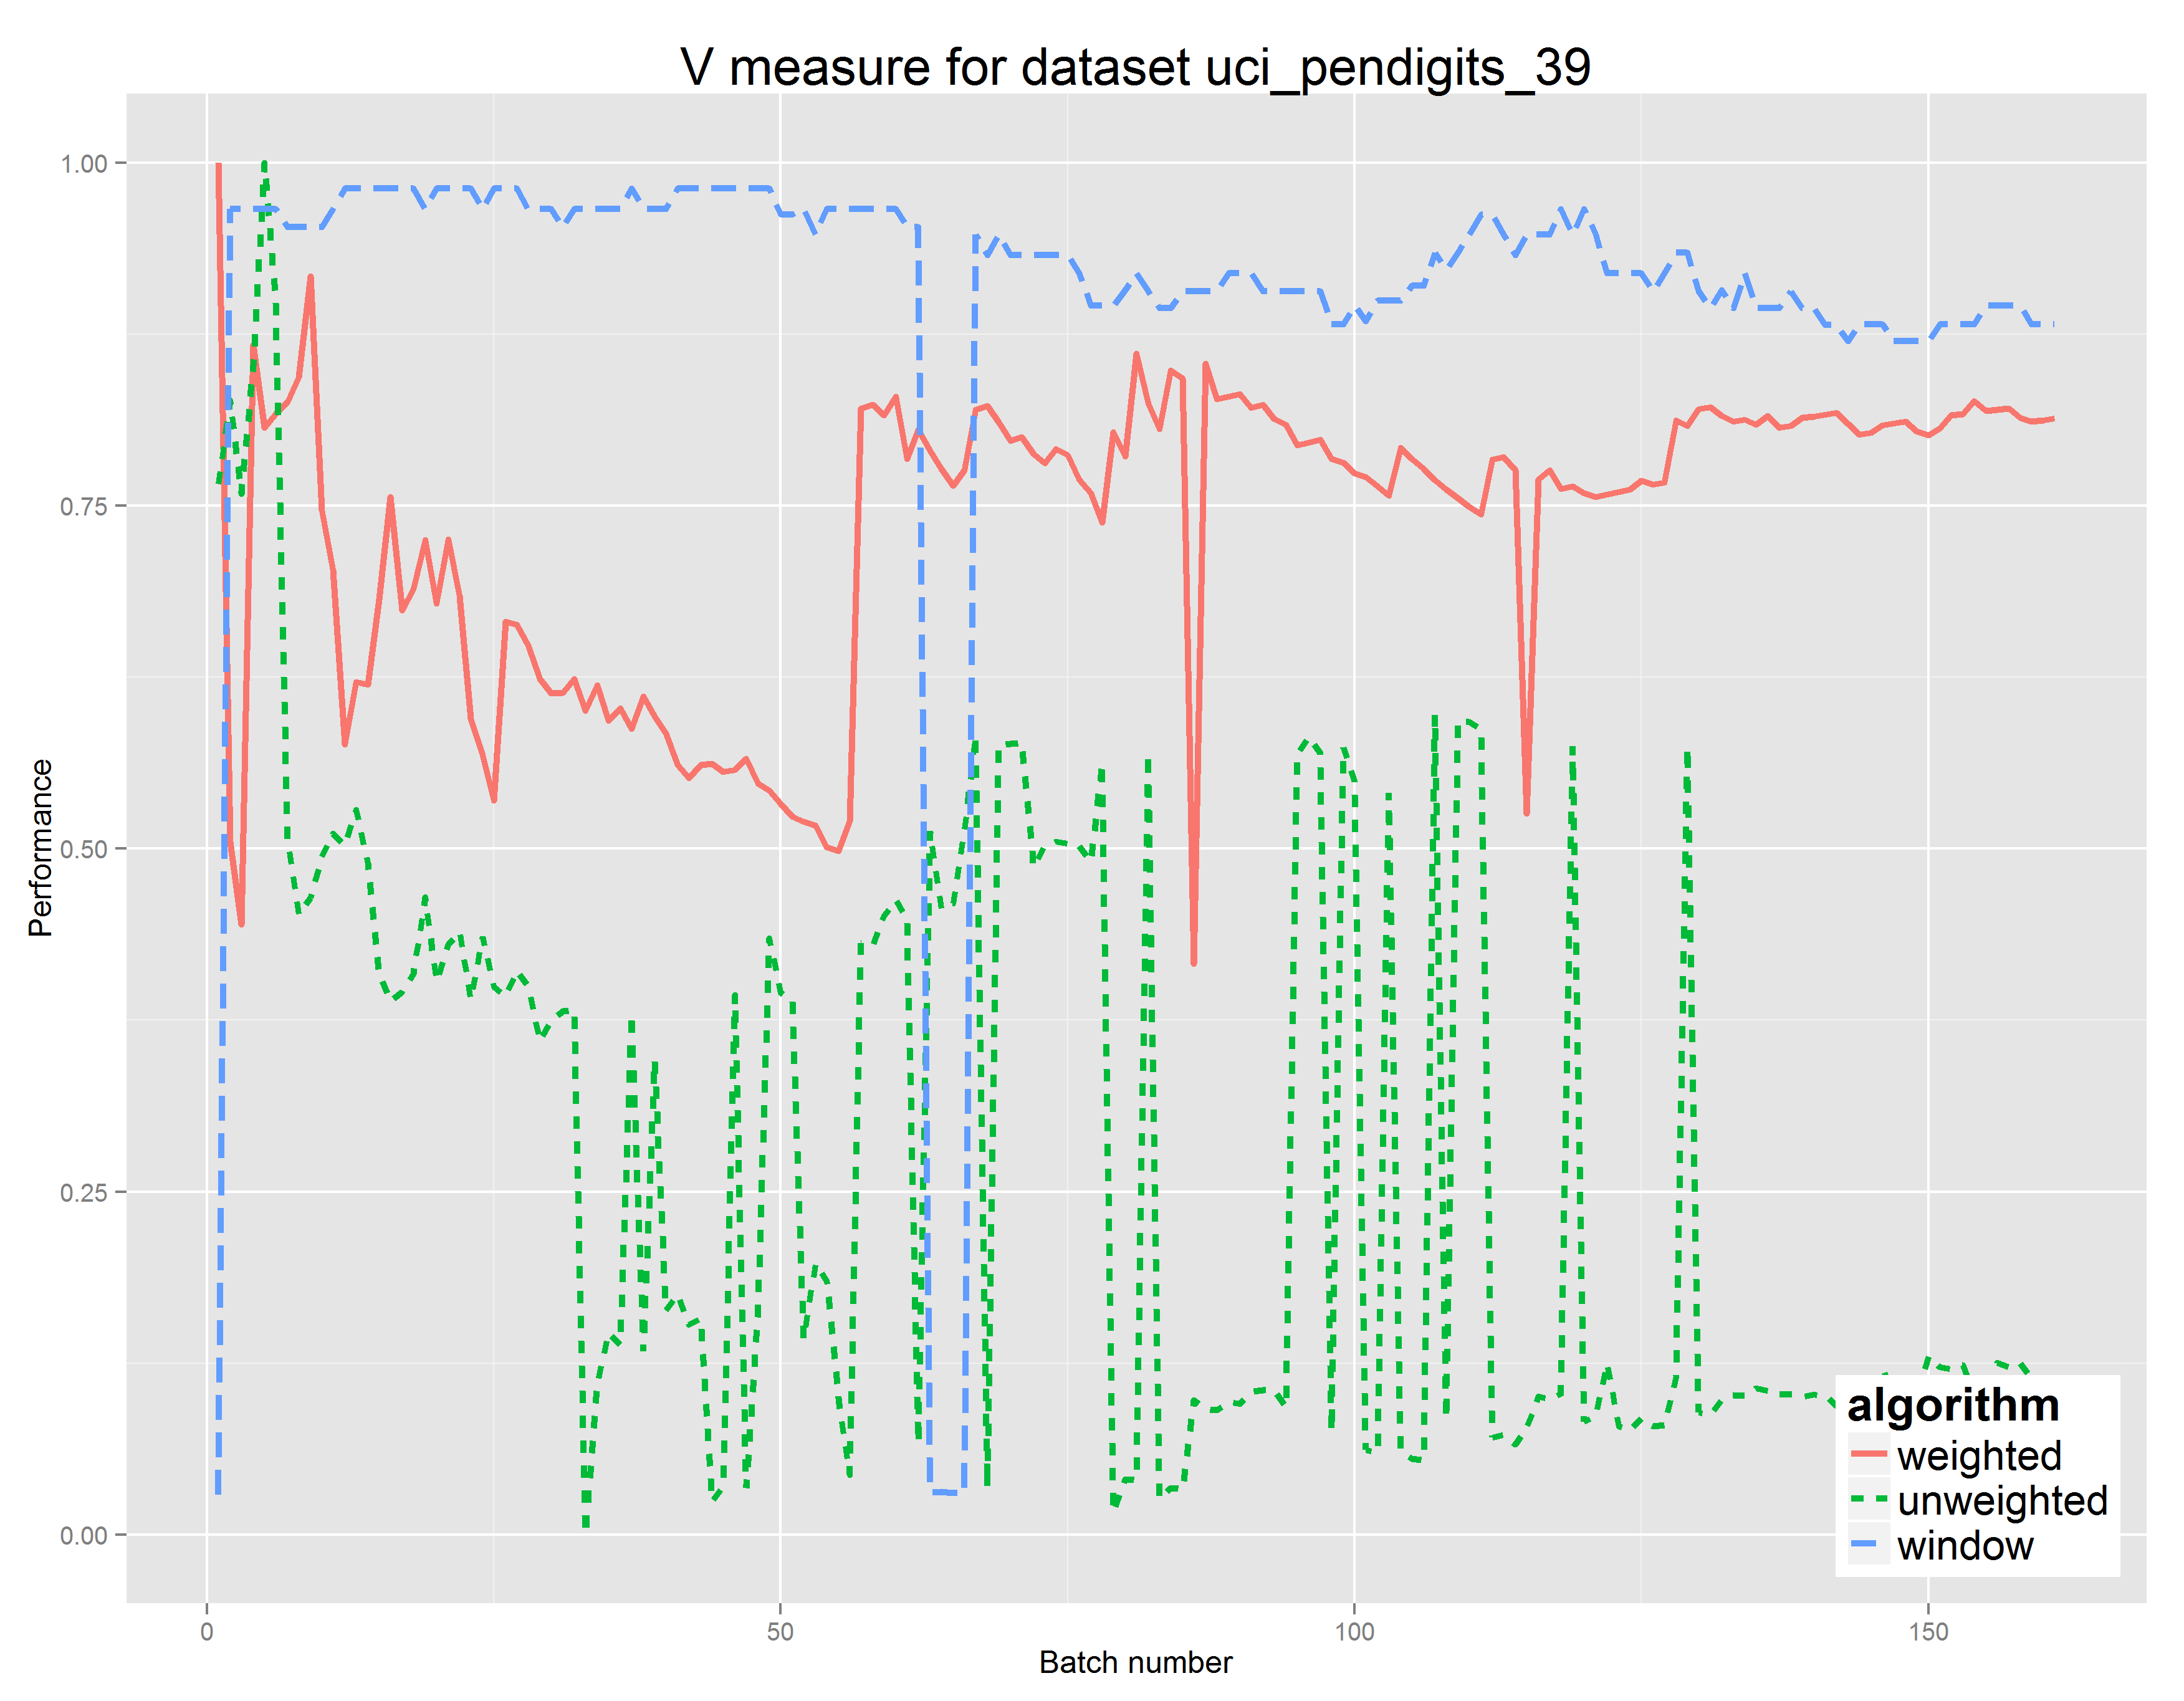 V measure for dataset uci_pendigits_39
Performance
1.00
0.75
0.50
0.25
0.00
0
50
100
150
Batch number
algorithm
weighted
unweighted
window